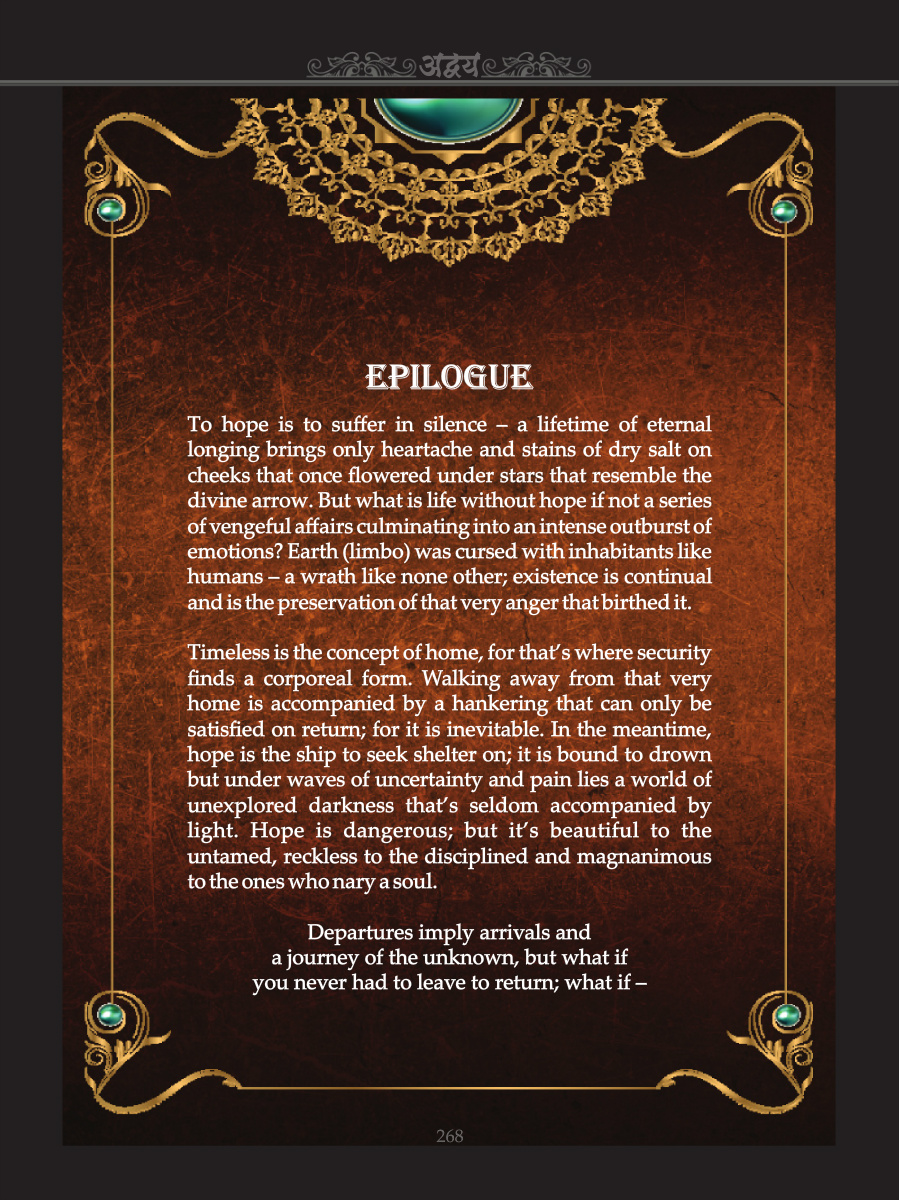 अद्वय
EPILOGUE
To hope is to suffer in silence – a lifetime of eternal
longing brings only heartache and stains of dry salt on
cheeks that once flowered under stars that resemble the
divine arrow. But what is life without hope if not a series
of vengeful affairs culminating into an intense outburst of
emotions? Earth (limbo) was cursed with inhabitants like
humans – a wrath like none other; existence is continual
and is the preservation of that very anger that birthed it.
Timeless is the concept of home, for that’s where security
finds a corporeal form. Walking away from that very
home is accompanied by a hankering that can only be
satisfied on return; for it is inevitable. In the meantime,
hope is the ship to seek shelter on; it is bound to drown
but under waves of uncertainty and pain lies a world of
unexplored darkness that’s seldom accompanied by
light. Hope is dangerous; but it’s beautiful to the
untamed, reckless to the disciplined and magnanimous
to the ones who nary a soul.
Departures imply arrivals and
a journey of the unknown, but what if
you never had to leave to return; what if –
268